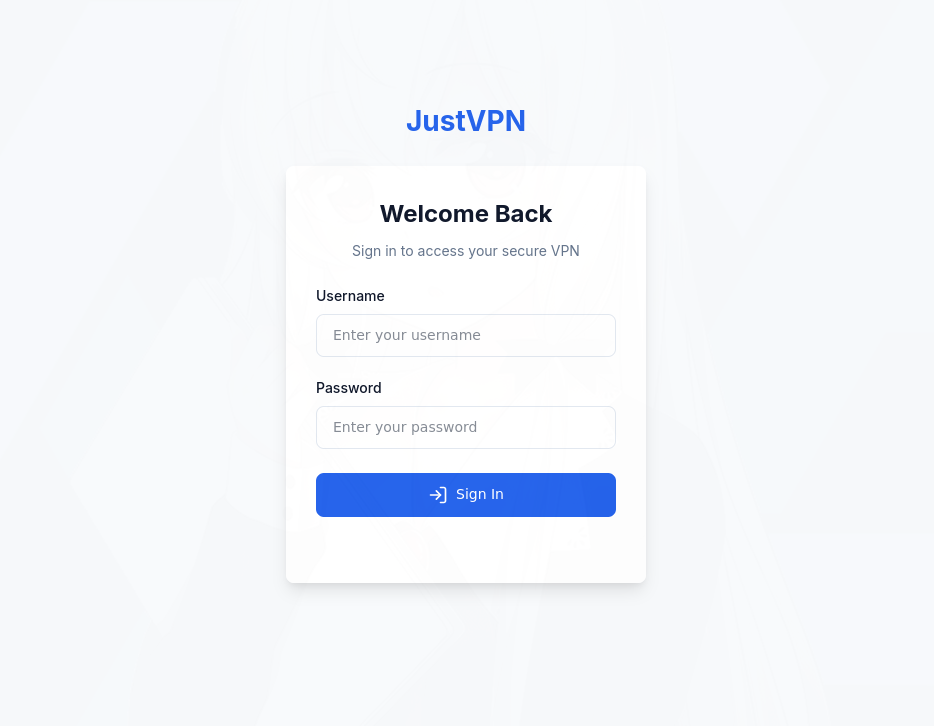 JustVPN
Welcome Back
Sign in to access your secure VPN
Username
Enter your username
Password
Enter your password
Sign In